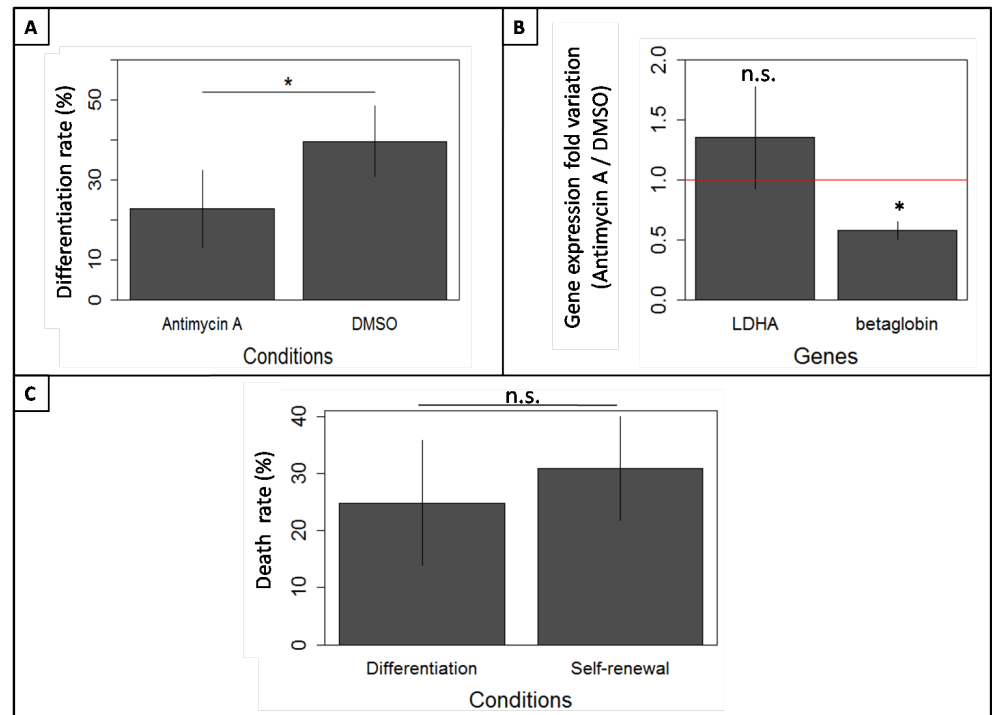 A
Differentiation rate (%)
50
30
10
0
*
Antimycin A
DMSO
Conditions
B
Gene expression fold variation
(Antimycin A / DMSO)
2.0
1.5
1.0
0.5
0.0
n.s.
*
LDHA
betaglobin
Genes
C
Death rate (%)
40
30
20
10
0
n.s.
Differentiation
Self-renewal
Conditions